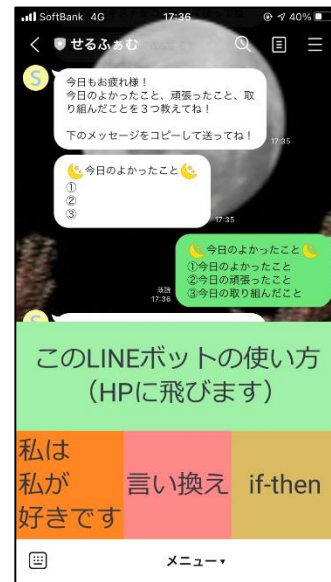 SoftBank 4G 17:36 40%
せるふぁむ
S
今日もお疲れ様！
今日のよかったこと、頑張ったこと、取
り組んだことを３つ教えてね！
下のメッセージをコピーして送ってね！
17:35
🌜今日のよかったこと🌜
①
②
③
17:35
🌜今日のよかったこと🌜
①今日のよかったこと
②今日の頑張ったこと
③今日の取り組んだこと
既読
17:36
S
このLINEボットの使い方
（HPに飛びます）
私は
私が
好きです
言い換え
if-then
メニュー▾